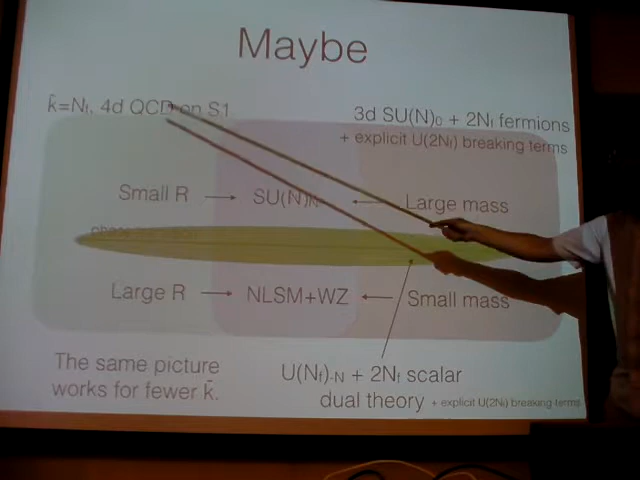 Maybe
k̃=Nf, 4d QCD on S1
3d SU(N)₀ + 2Nf fermions
+ explicit U(2Nf) breaking terms
Small R → SU(N) ← Large mass
Large R → NLSM+WZ ← Small mass
The same picture
works for fewer k̃.
U(Nf)-N + 2Nf scalar
dual theory + explicit U(2Nf) breaking terms